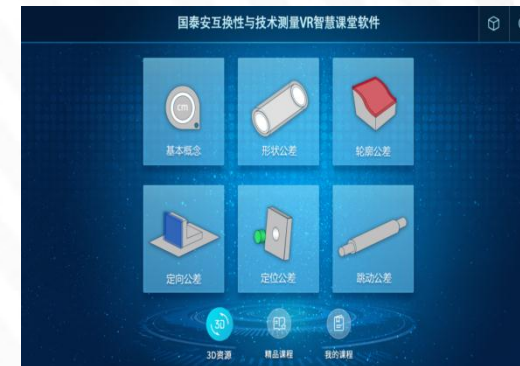 国泰安互换性与技术测量VR智慧课堂软件
cm
基本概念
形状公差
轮廓公差
定向公差
定位公差
跳动公差
3D
3D资源
精品课程
我的课程